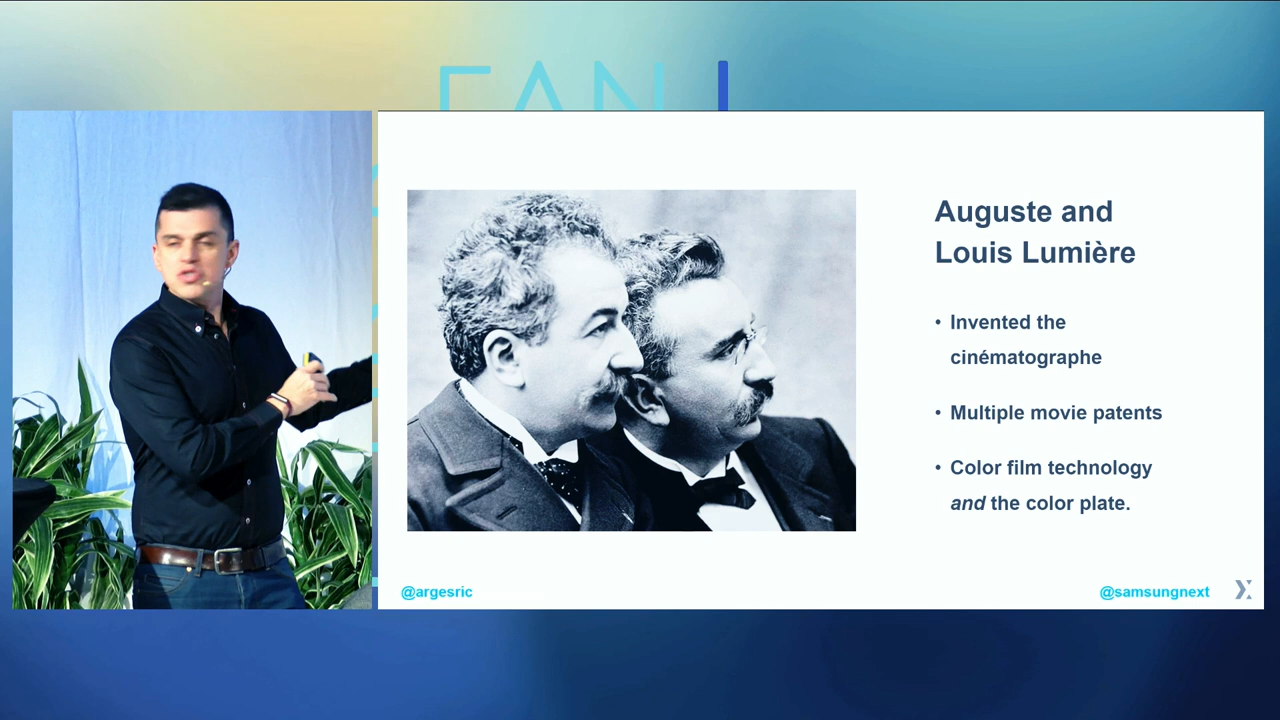 Auguste and
Louis Lumière
• Invented the
cinématographe
• Multiple movie patents
• Color film technology
and the color plate.
@argesric
@samsungnext